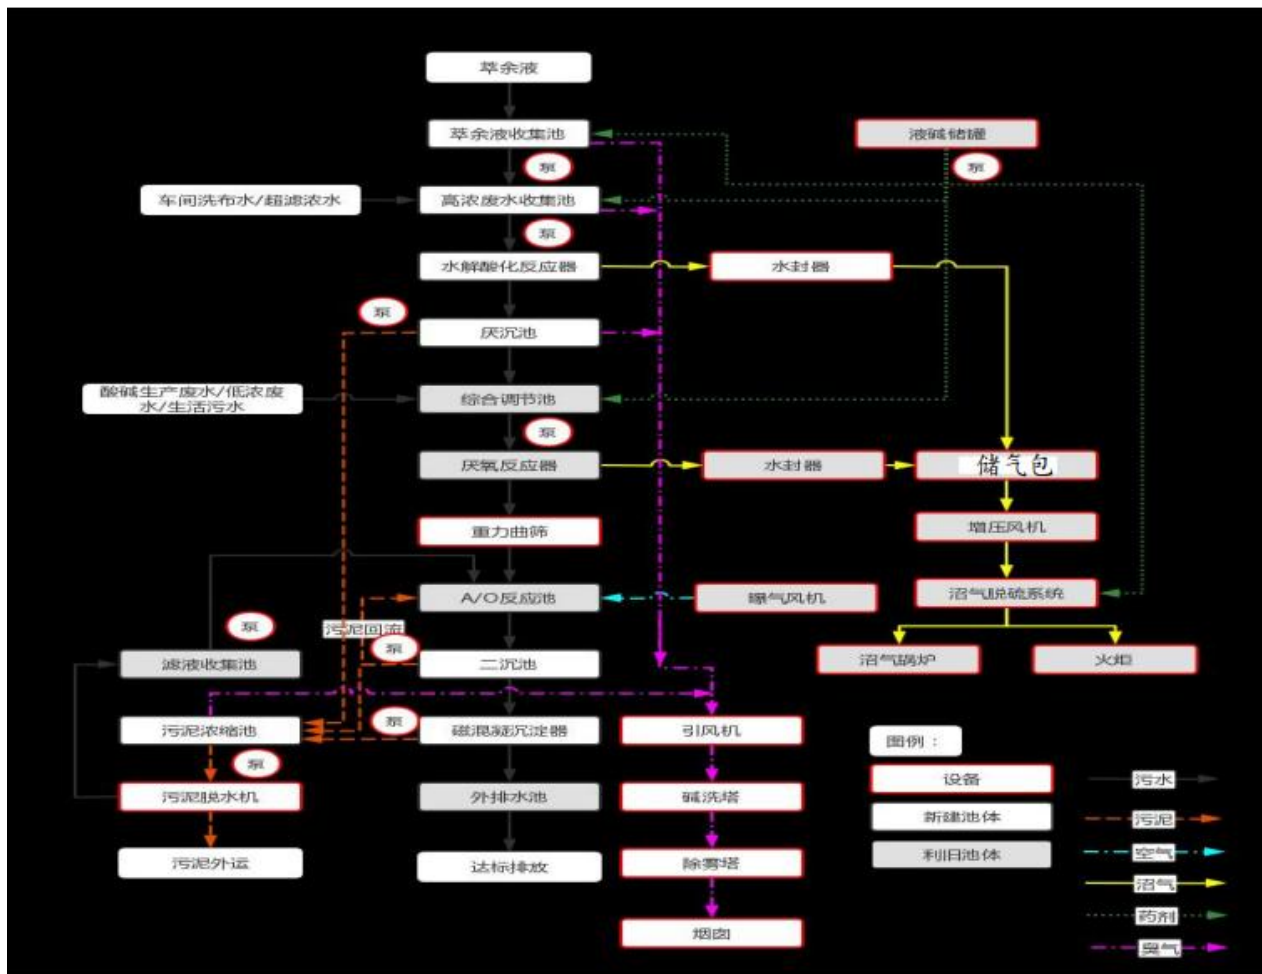 萃余液
萃余液收集池
液碱储罐
泵
泵
车间洗布水/超滤浓水
高浓废水收集池
泵
水解酸化反应器
水封器
泵
厌沉池
酸碱生产废水/低浓废
水/生活污水
综合调节池
泵
厌氧反应器
水封器
储气包
重力曲筛
增压风机
A/O反应池
曝气风机
沼气脱硫系统
泵
污泥回流
泵
滤液收集池
二沉池
沼气锅炉
火炬
污泥浓缩池
泵
磁混凝沉淀器
引风机
图例：
泵
污泥脱水机
外排水池
碱洗塔
设备
污水
新建池体
污泥
污泥外运
达标排放
除雾塔
利旧池体
空气
沼气
烟囱
药剂
臭气